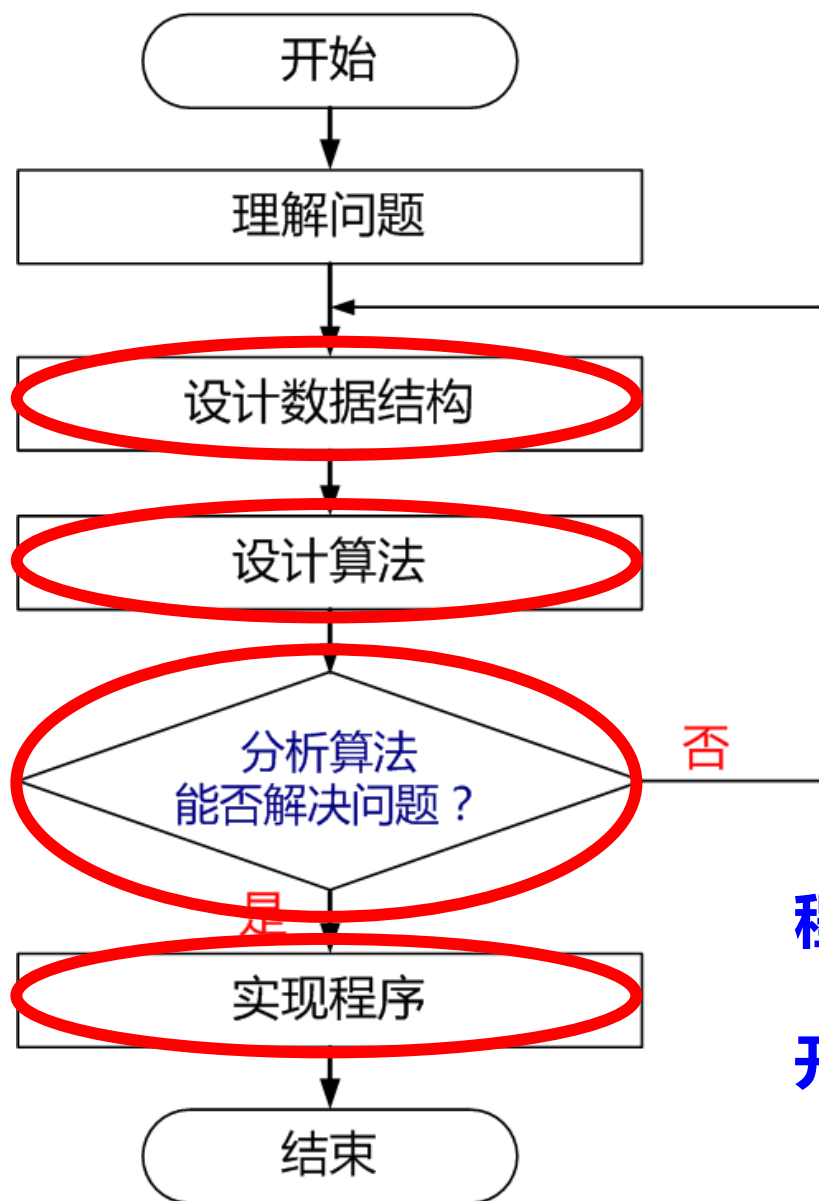 开始
理解问题
设计数据结构
设计算法
分析算法
能否解决问题？
否
是
实现程序
结束